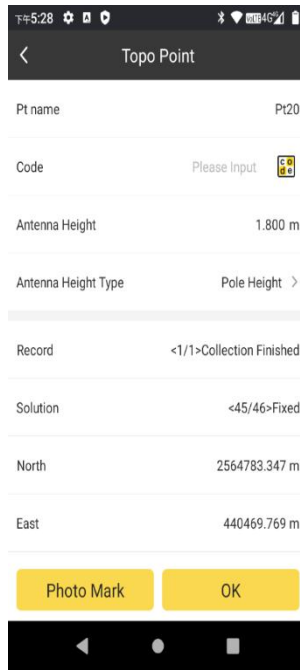 下午5:28
Topo Point
Pt name Pt20
Code Please Input code
Antenna Height 1.800 m
Antenna Height Type Pole Height >
Record <1/1>Collection Finished
Solution <45/46>Fixed
North 2564783.347 m
East 440469.769 m
Photo Mark OK